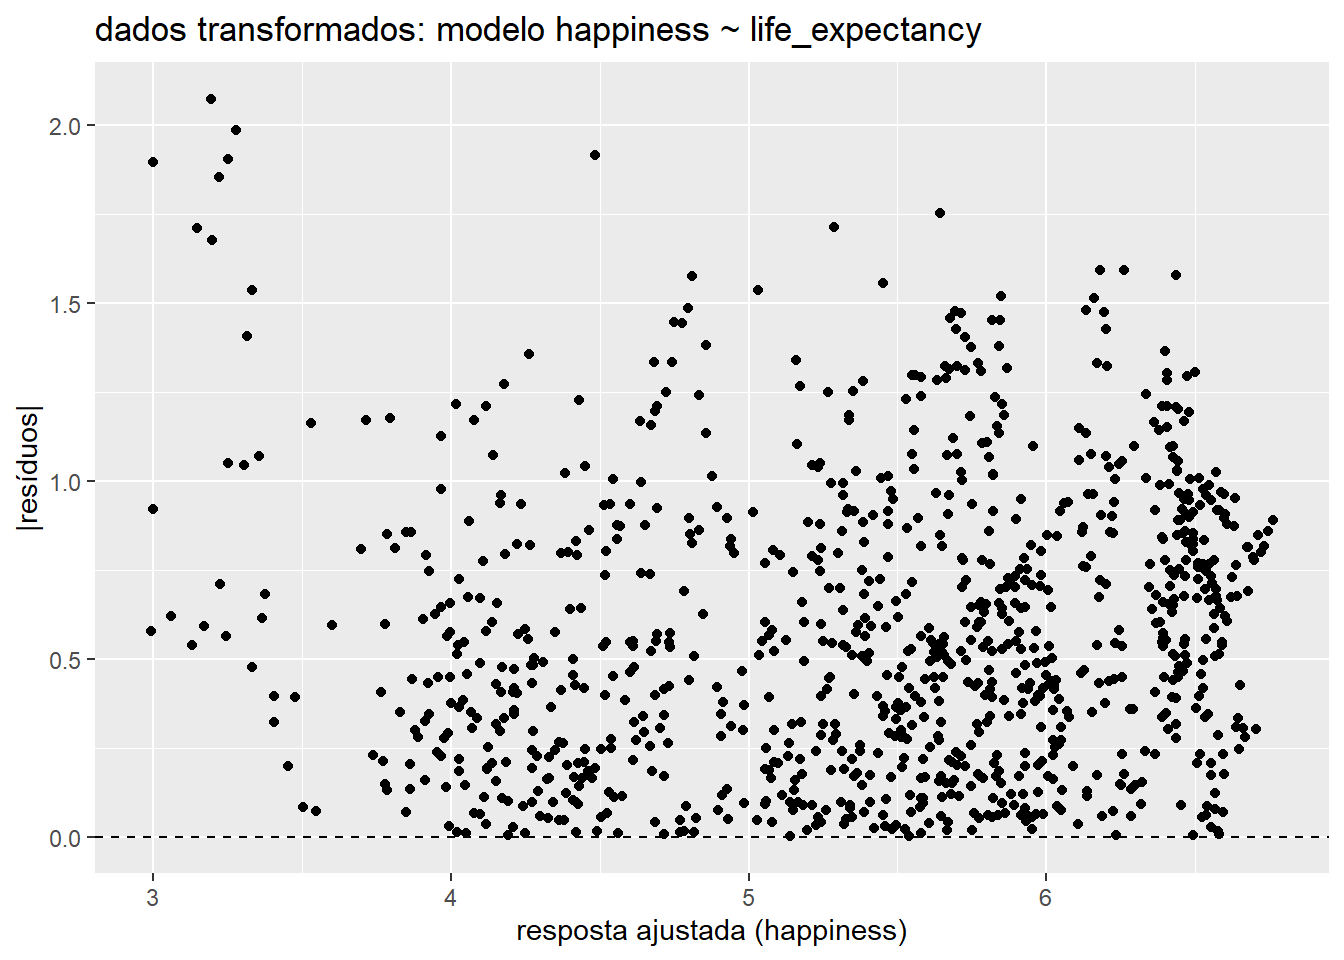 dados transformados: modelo happiness ~ life_expectancy
2.0
1.5
1.0
0.5
0.0
|resíduos|
3 4 5 6
resposta ajustada (happiness)